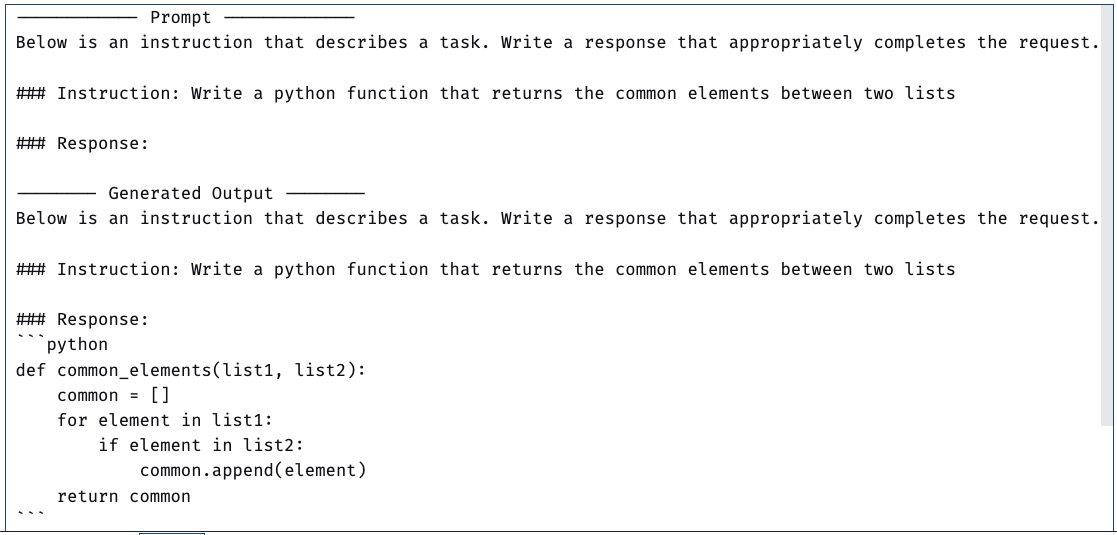 ───────────── Prompt ──────────────
Below is an instruction that describes a task. Write a response that appropriately completes the request.

### Instruction: Write a python function that returns the common elements between two lists

### Response:

──────── Generated Output ────────
Below is an instruction that describes a task. Write a response that appropriately completes the request.

### Instruction: Write a python function that returns the common elements between two lists

### Response:
```python
def common_elements(list1, list2):
    common = []
    for element in list1:
        if element in list2:
            common.append(element)
    return common
```